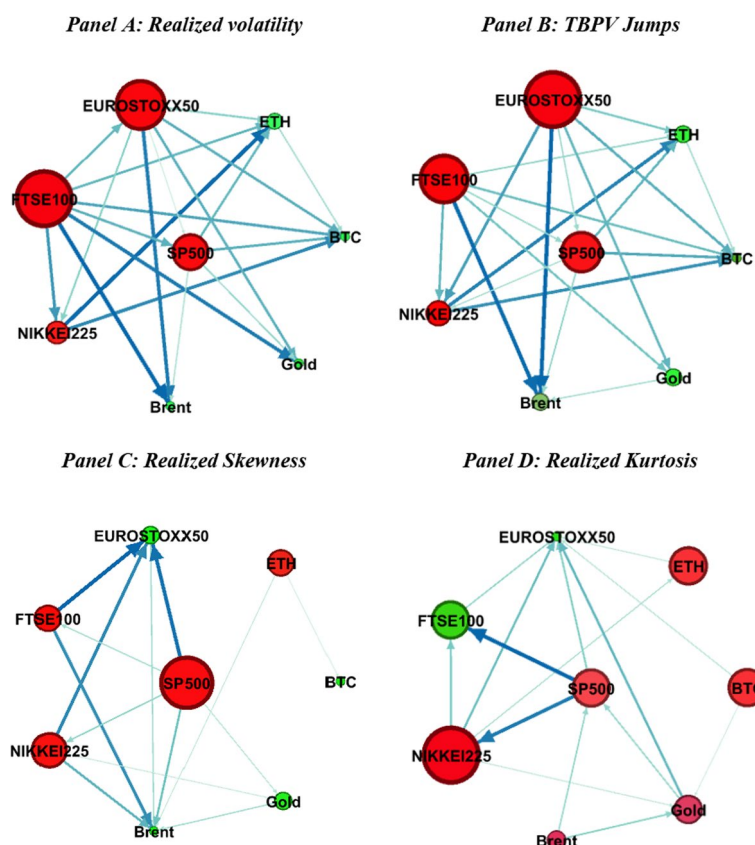 Panel A: Realized volatility
Panel B: TBPV Jumps
EUROSTOXX50
ETH
FTSE100
BTC
SP500
NIKKEI225
Gold
Brent
EUROSTOXX50
ETH
FTSE100
SP500
BTC
NIKKEI225
Gold
Brent
Panel C: Realized Skewness
Panel D: Realized Kurtosis
EUROSTOXX50
ETH
FTSE100
SP500
BTC
NIKKEI225
Gold
Brent
EUROSTOXX50
ETH
FTSE100
SP500
BTC
NIKKEI225
Gold
Brent